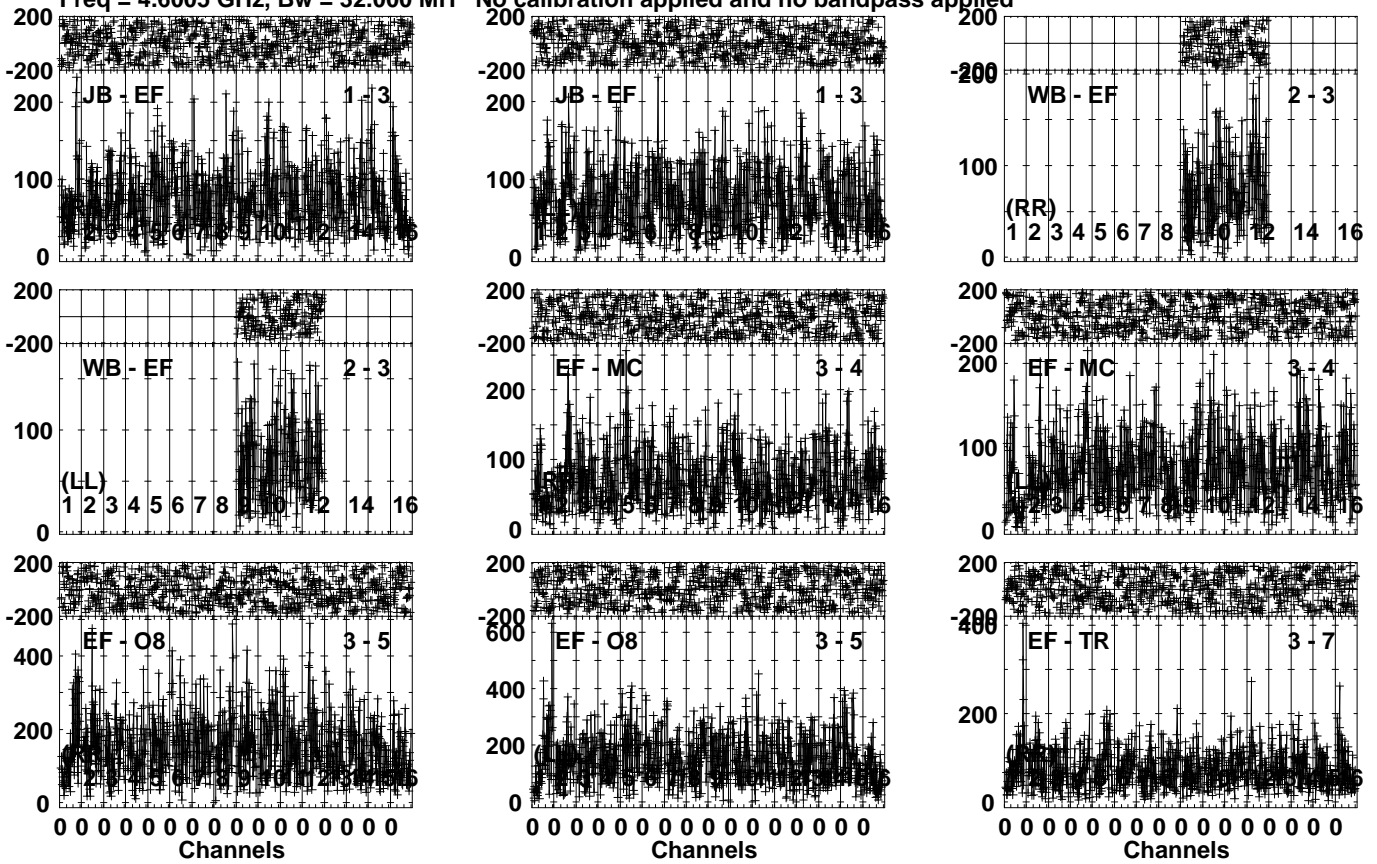 Freq = 4.6005 GHz, Bw = 32.000 MH No calibration applied and no bandpass applied
200 200 200
-200 -200 -200
200 JB - EF 1 - 3 200 JB - EF 1 - 3 200 WB - EF 2 - 3
100 100 100
(RR)
1 2 3 4 5 6 7 8 9 10 12 14 16
0 0 0
200 200 200
-200 -200 -200
WB - EF 2 - 3 EF - MC 3 - 4 EF - MC 3 - 4
200 200
100 100 100
(LL)
1 2 3 4 5 6 7 8 9 10 12 14 16
0 0 0
200 200 200
-200 -200 -200
EF - O8 3 - 5 600 EF - O8 3 - 5 400 EF - TR 3 - 7
400 400
200 200 200
(RR)
0 0 0
0 0 0 0 0 0 0 0 0 0 0 0 0 0 0 0 0 0 0 0 0 0 0 0 0 0 0 0 0 0 0 0 0 0 0 0 0 0 0 0 0 0 0 0 0 0 0 0
Channels Channels Channels